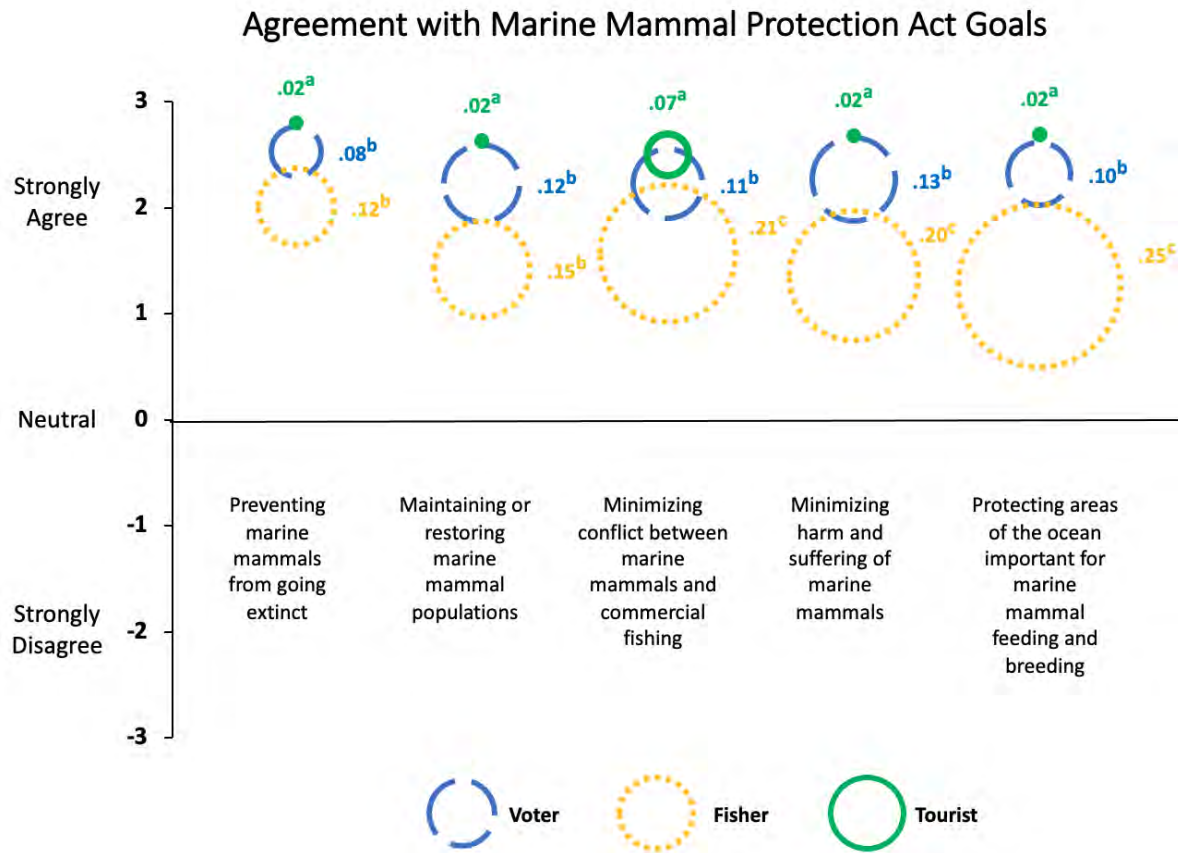 Agreement with Marine Mammal Protection Act Goals
3
2
1
0
-1
-2
-3
Strongly
Agree
Neutral
Strongly
Disagree
.02ᵃ
.08ᵇ
.12ᵇ
.02ᵃ
.12ᵇ
.15ᵇ
.07ᵃ
.11ᵇ
.21ᶜ
.02ᵃ
.13ᵇ
.20ᶜ
.02ᵃ
.10ᵇ
.25ᶜ
Preventing
marine
mammals
from going
extinct
Maintaining or
restoring
marine
mammal
populations
Minimizing
conflict between
marine
mammals and
commercial
fishing
Minimizing
harm and
suffering of
marine
mammals
Protecting areas
of the ocean
important for
marine
mammal
feeding and
breeding
Voter
Fisher
Tourist